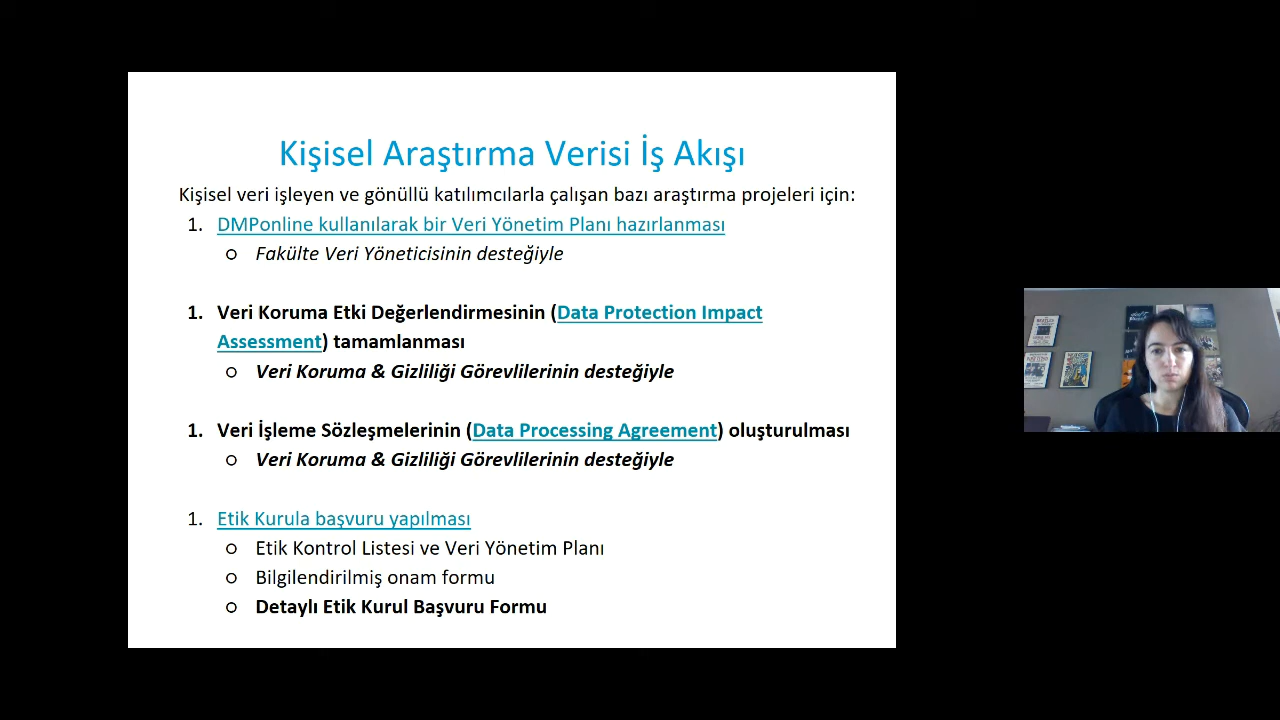 Kişisel Araştırma Verisi İş Akışı
Kişisel veri işleyen ve gönüllü katılımcılarla çalışan bazı araştırma projeleri için:
1. DMPonline kullanılarak bir Veri Yönetim Planı hazırlanması
○ Fakülte Veri Yöneticisinin desteğiyle
1. Veri Koruma Etki Değerlendirmesinin (Data Protection Impact
Assessment) tamamlanması
○ Veri Koruma & Gizliliği Görevlilerinin desteğiyle
1. Veri İşleme Sözleşmelerinin (Data Processing Agreement) oluşturulması
○ Veri Koruma & Gizliliği Görevlilerinin desteğiyle
1. Etik Kurula başvuru yapılması
○ Etik Kontrol Listesi ve Veri Yönetim Planı
○ Bilgilendirilmiş onam formu
○ Detaylı Etik Kurul Başvuru Formu